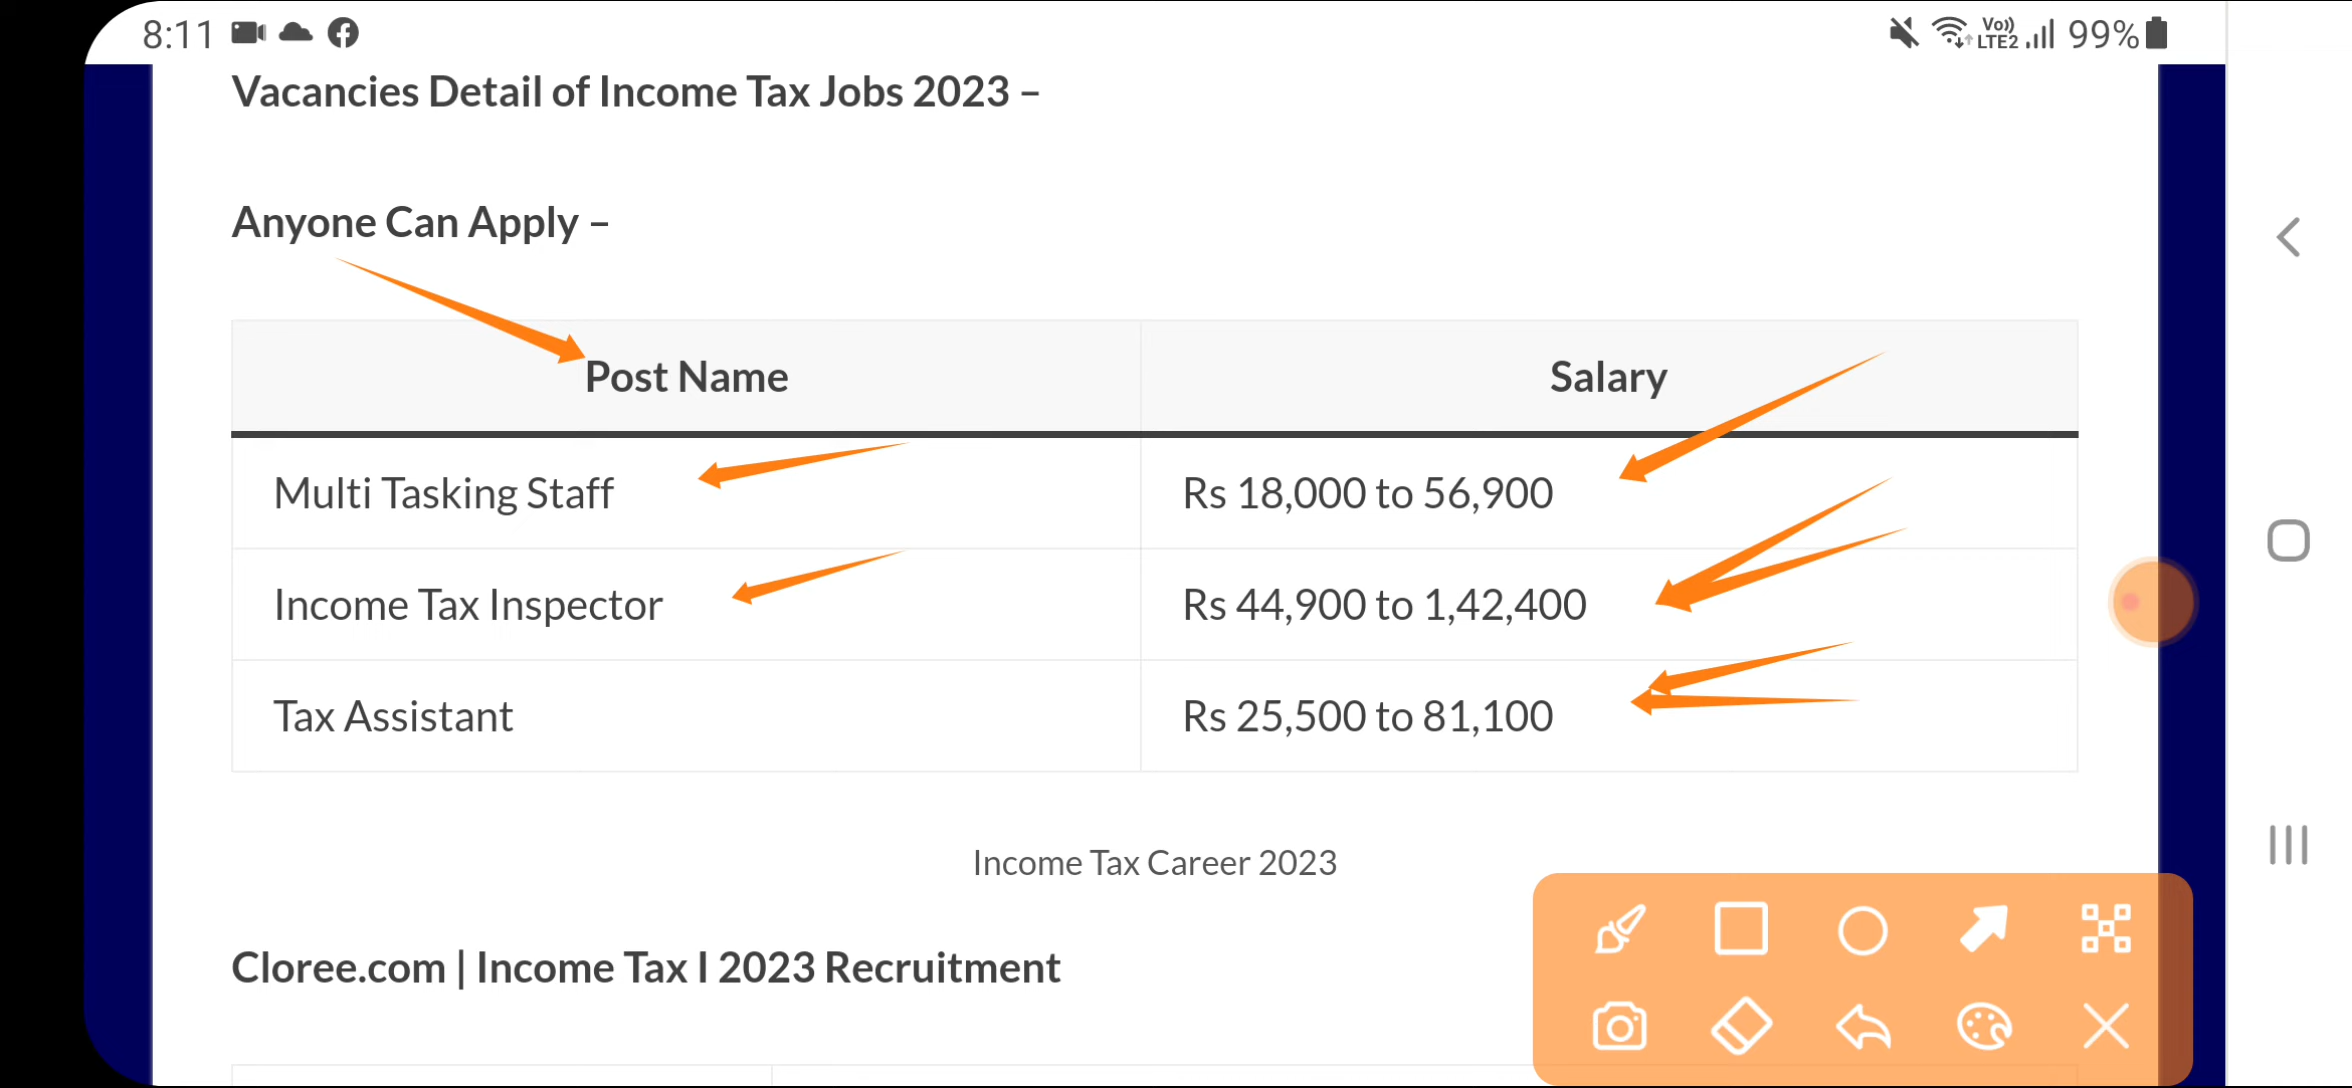 8:11
Vo)) LTE2 99%
Vacancies Detail of Income Tax Jobs 2023 –
Anyone Can Apply –
Post Name Salary
Multi Tasking Staff Rs 18,000 to 56,900
Income Tax Inspector Rs 44,900 to 1,42,400
Tax Assistant Rs 25,500 to 81,100
Income Tax Career 2023
Cloree.com | Income Tax I 2023 Recruitment